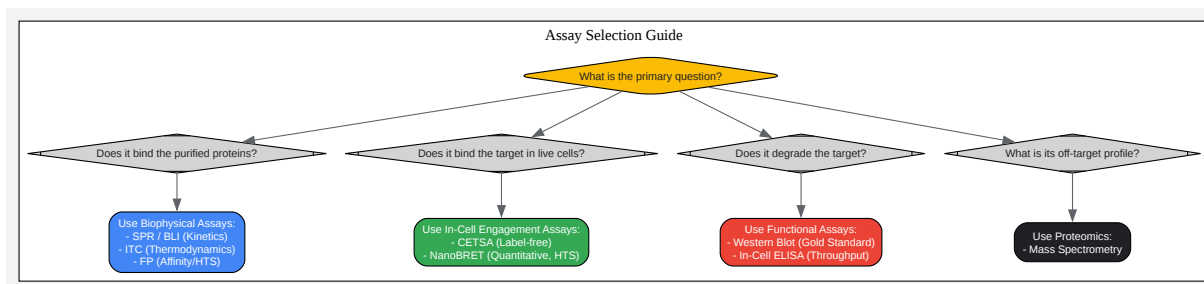 Assay Selection Guide
What is the primary question?
Does it bind the purified proteins?
Does it bind the target in live cells?
Does it degrade the target?
What is its off-target profile?
Use Biophysical Assays:
- SPR / BLI (Kinetics)
- ITC (Thermodynamics)
- FP (Affinity/HTS)
Use In-Cell Engagement Assays:
- CETSA (Label-free)
- NanoBRET (Quantitative, HTS)
Use Functional Assays:
- Western Blot (Gold Standard)
- In-Cell ELISA (Throughput)
Use Proteomics:
- Mass Spectrometry